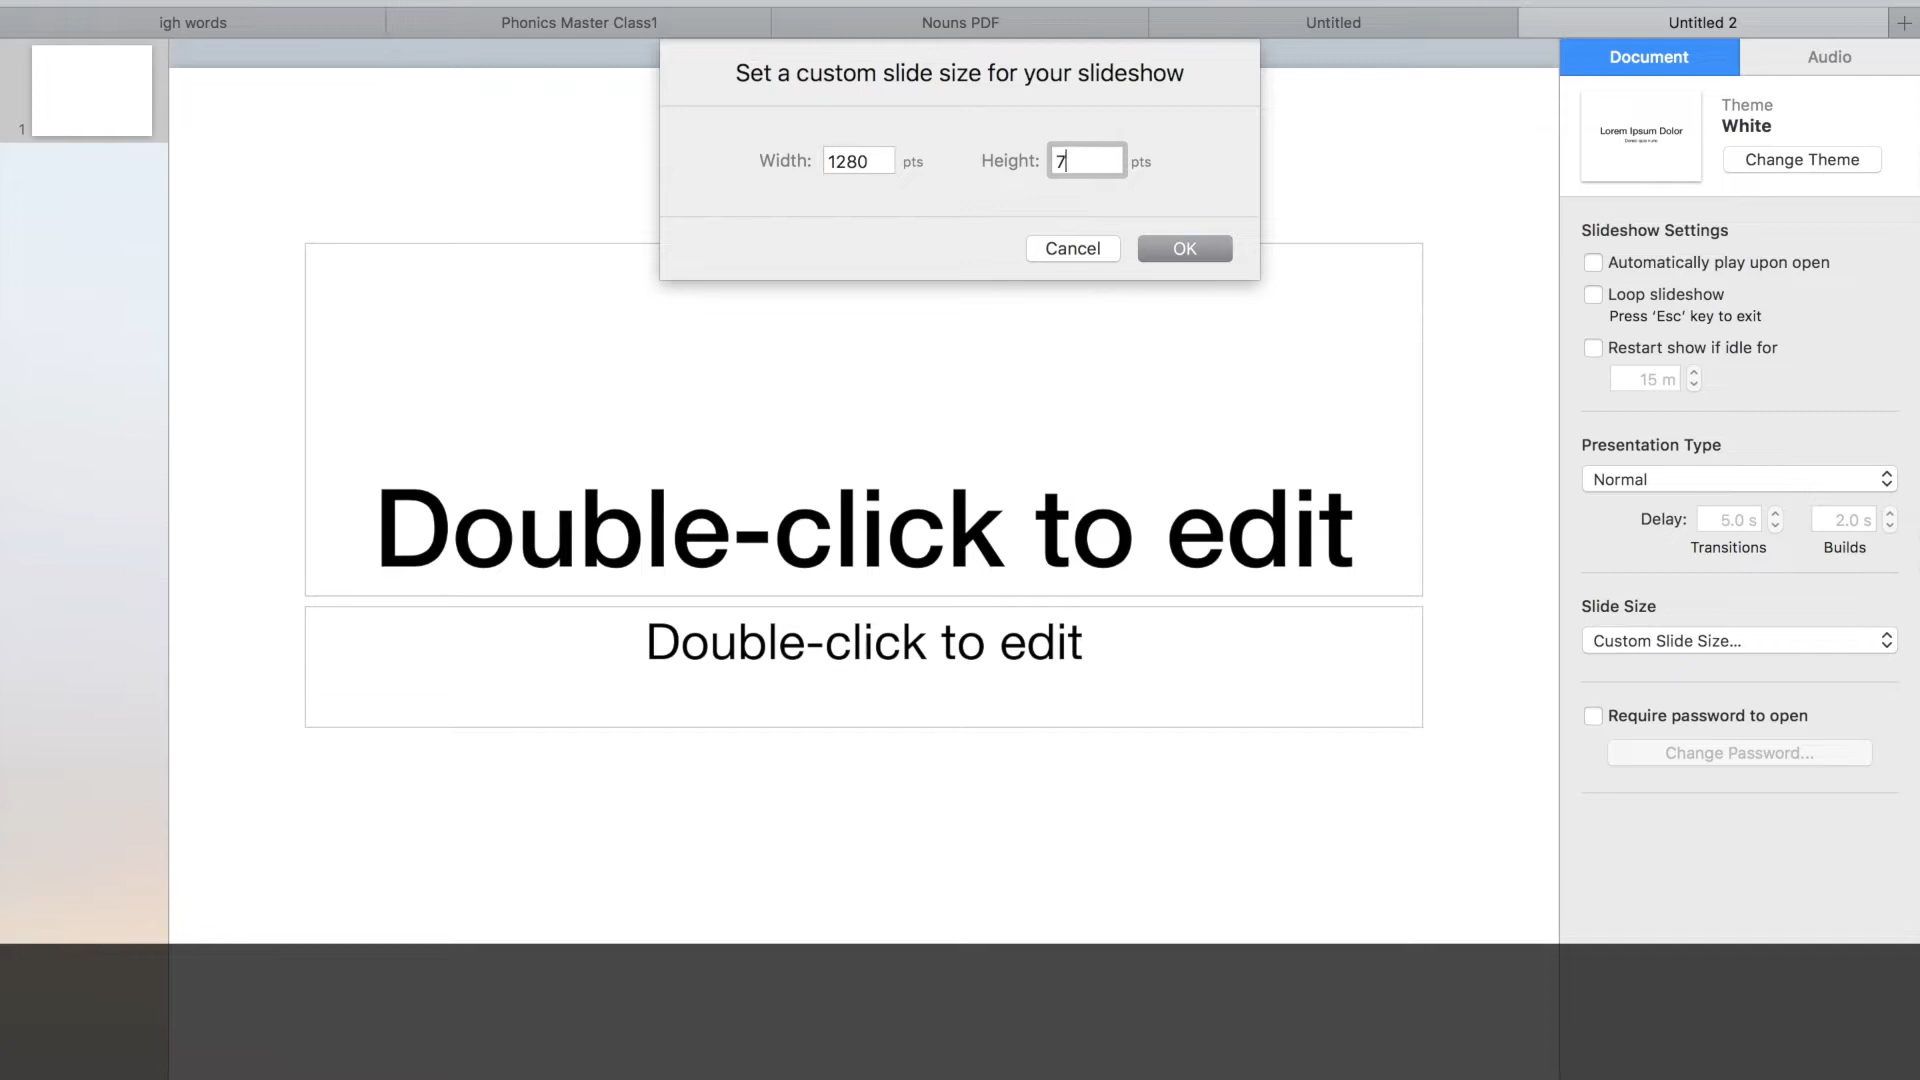 igh words
Phonics Master Class1
Nouns PDF
Untitled
Untitled 2
Set a custom slide size for your slideshow
Width: 1280 pts Height: 7 pts
Cancel OK
1
Double-click to edit
Double-click to edit
Document Audio
Lorem Ipsum Dolor
Theme
White
Change Theme
Slideshow Settings
Automatically play upon open
Loop slideshow
Press ‘Esc’ key to exit
Restart show if idle for
15 m
Presentation Type
Normal
Delay: 5.0 s 2.0 s
Transitions Builds
Slide Size
Custom Slide Size...
Require password to open
Change Password...